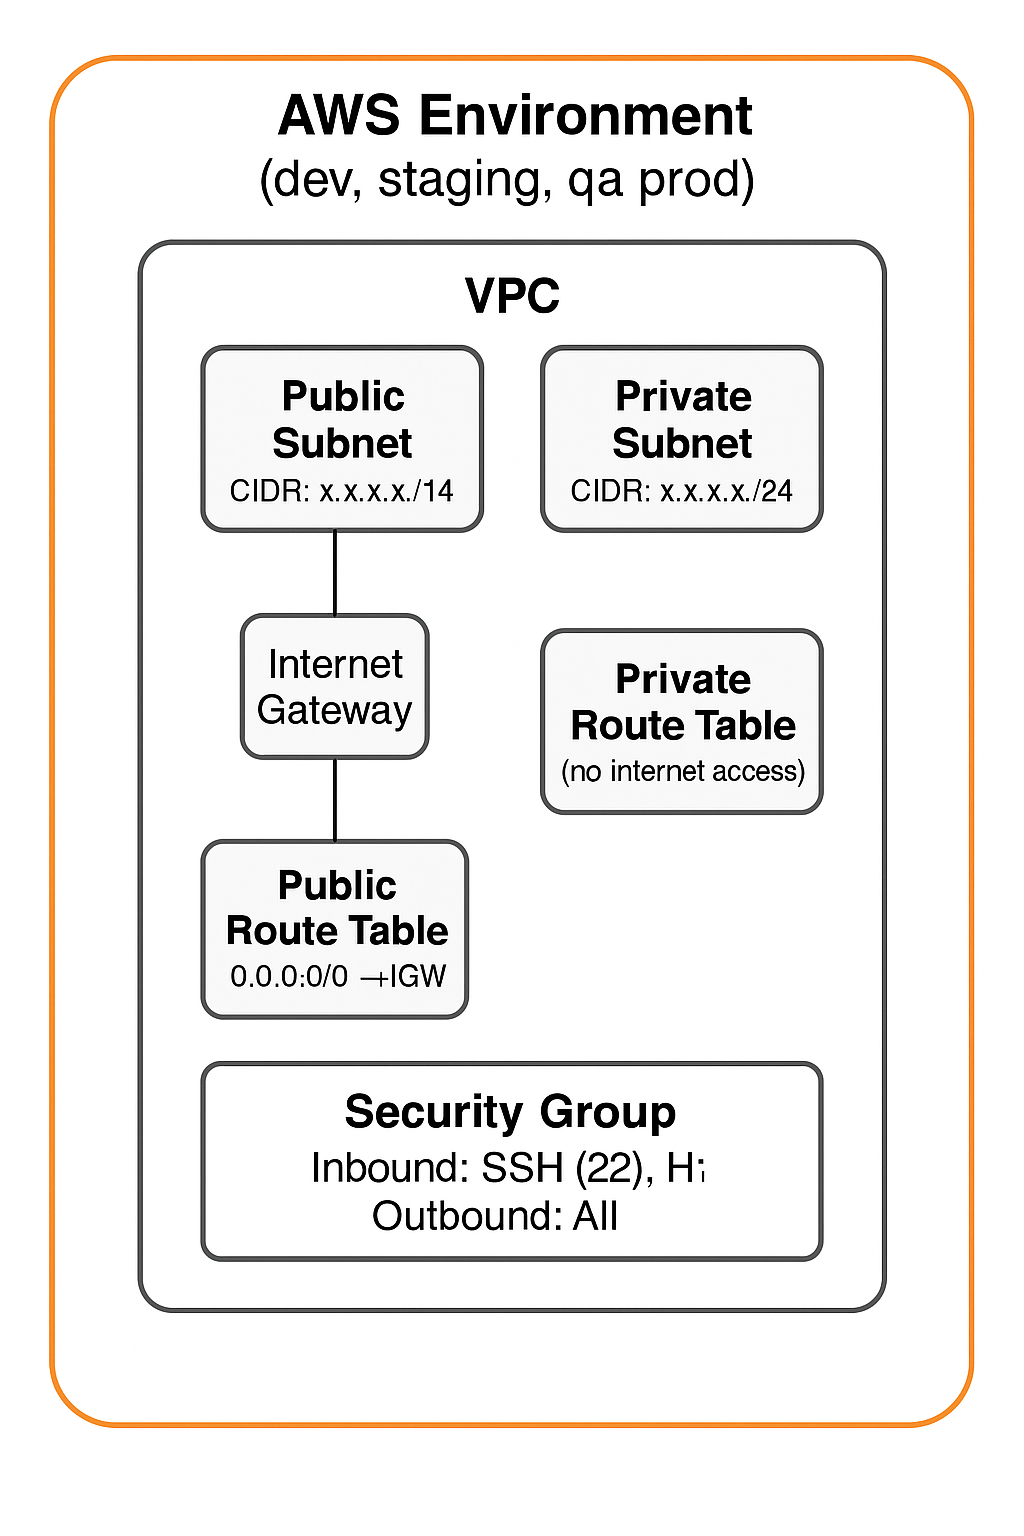 AWS Environment
(dev, staging, qa prod)
VPC
Public
Subnet
CIDR: x.x.x.x./14
Private
Subnet
CIDR: x.x.x.x./24
Internet
Gateway
Private
Route Table
(no internet access)
Public
Route Table
0.0.0:0/0 →IGW
Security Group
Inbound: SSH (22),
Outbound: All